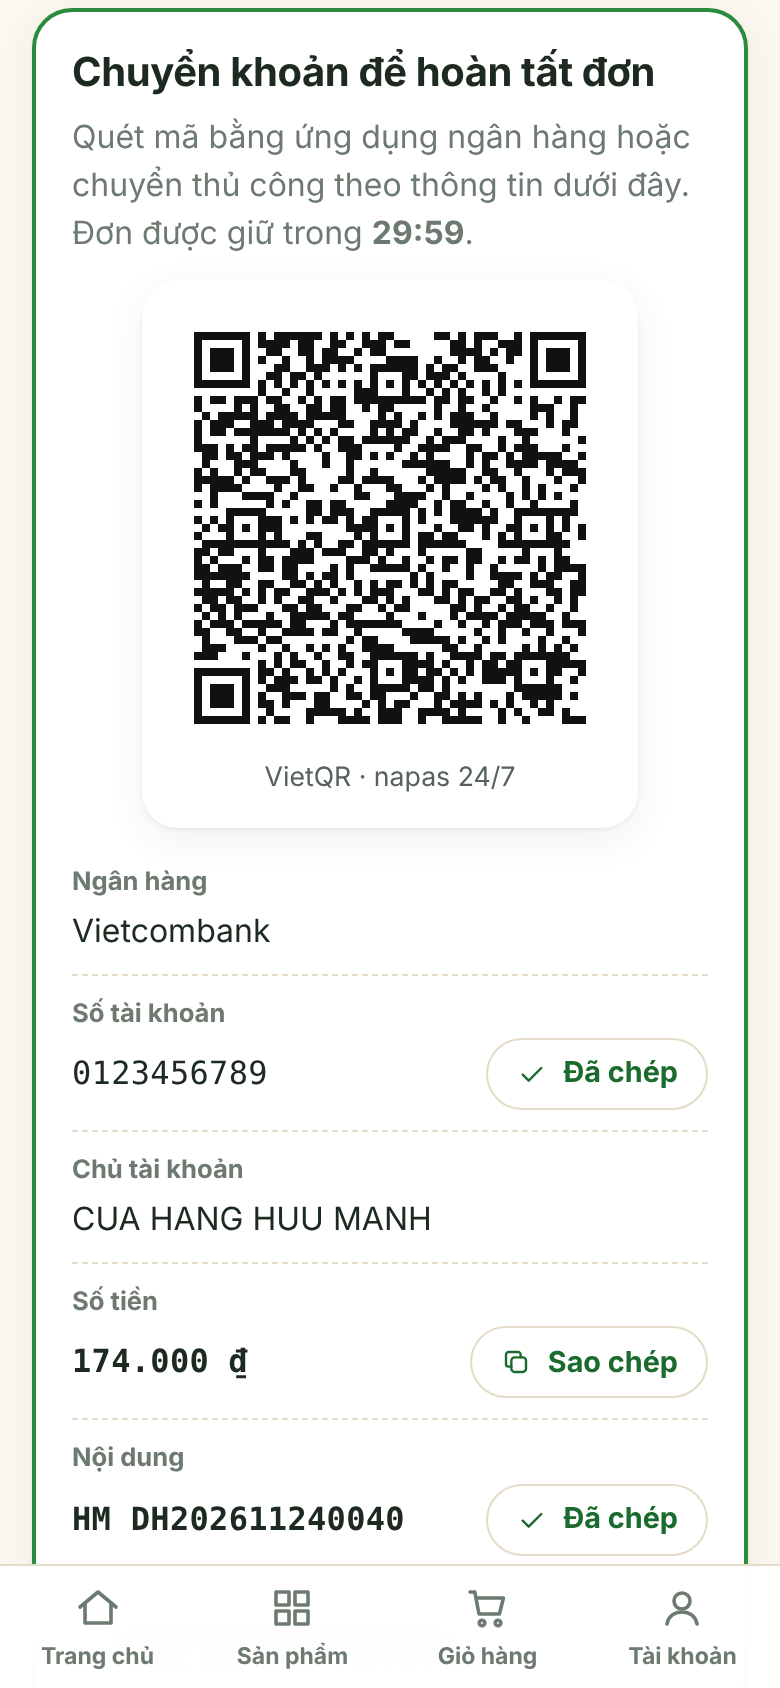 Chuyển khoản để hoàn tất đơn
Quét mã bằng ứng dụng ngân hàng hoặc
chuyển thủ công theo thông tin dưới đây.
Đơn được giữ trong 29:59.
VietQR · napas 24/7
Ngân hàng
Vietcombank
Số tài khoản
0123456789
Đã chép
Chủ tài khoản
CUA HANG HUU MANH
Số tiền
174.000 ₫
Sao chép
Nội dung
HM DH202611240040
Đã chép
Trang chủ
Sản phẩm
Giỏ hàng
Tài khoản